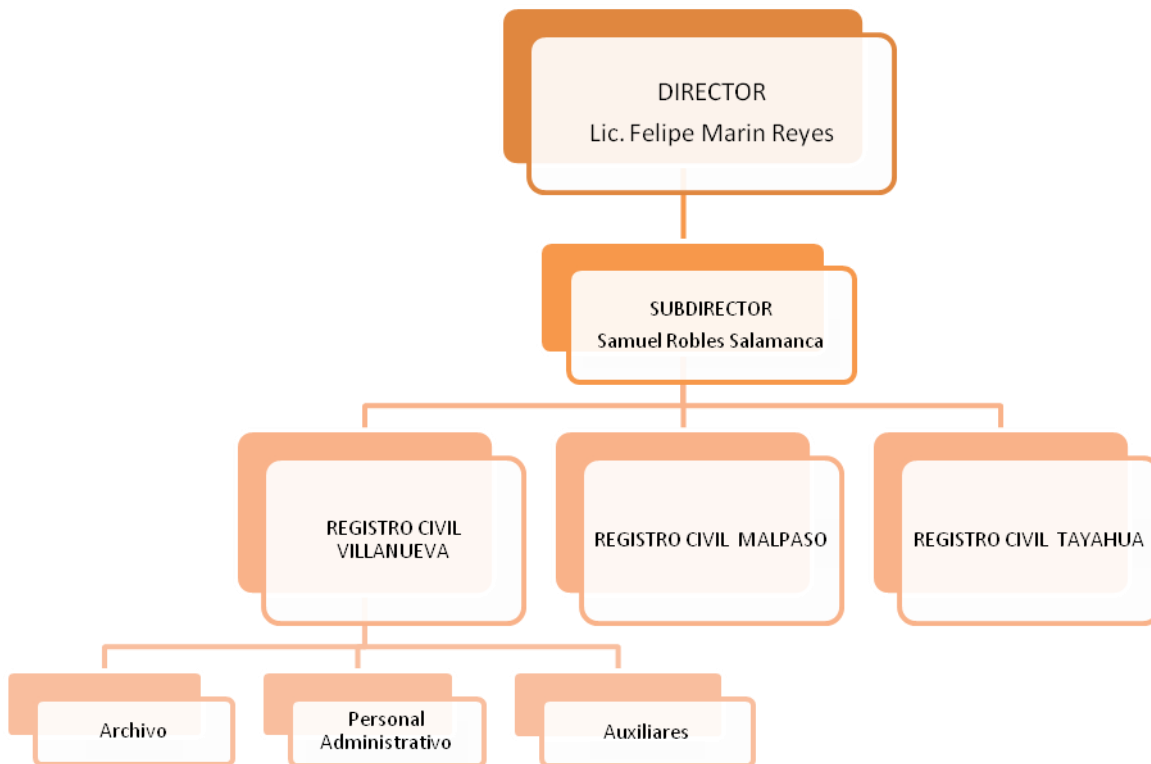 DIRECTOR
Lic. Felipe Marin Reyes
SUBDIRECTOR
Samuel Robles Salamanca
REGISTRO CIVIL
VILLANUEVA
REGISTRO CIVIL MALPASO
REGISTRO CIVIL TAYAHUA
Archivo
Personal
Administrativo
Auxiliares